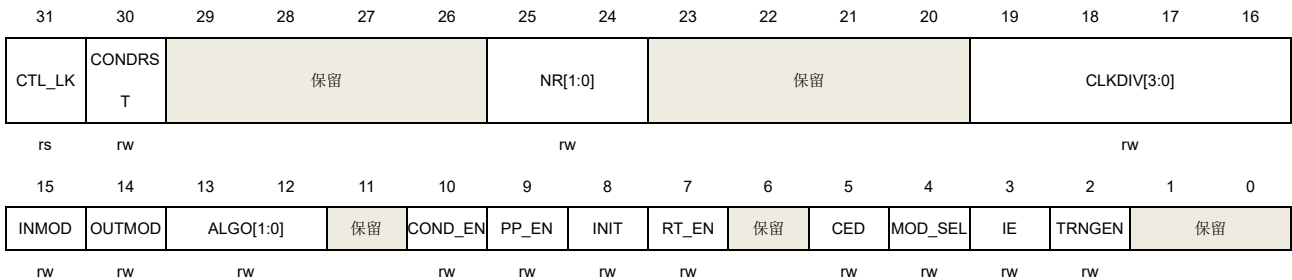 31 30 29 28 27 26 25 24 23 22 21 20 19 18 17 16
CTL_LK CONDRS
T 保留 NR[1:0] 保留 CLKDIV[3:0]
rs rw rw rw
15 14 13 12 11 10 9 8 7 6 5 4 3 2 1 0
INMOD OUTMOD ALGO[1:0] 保留 COND_EN PP_EN INIT RT_EN 保留 CED MOD_SEL IE TRNGEN 保留
rw rw rw rw rw rw rw rw rw rw rw